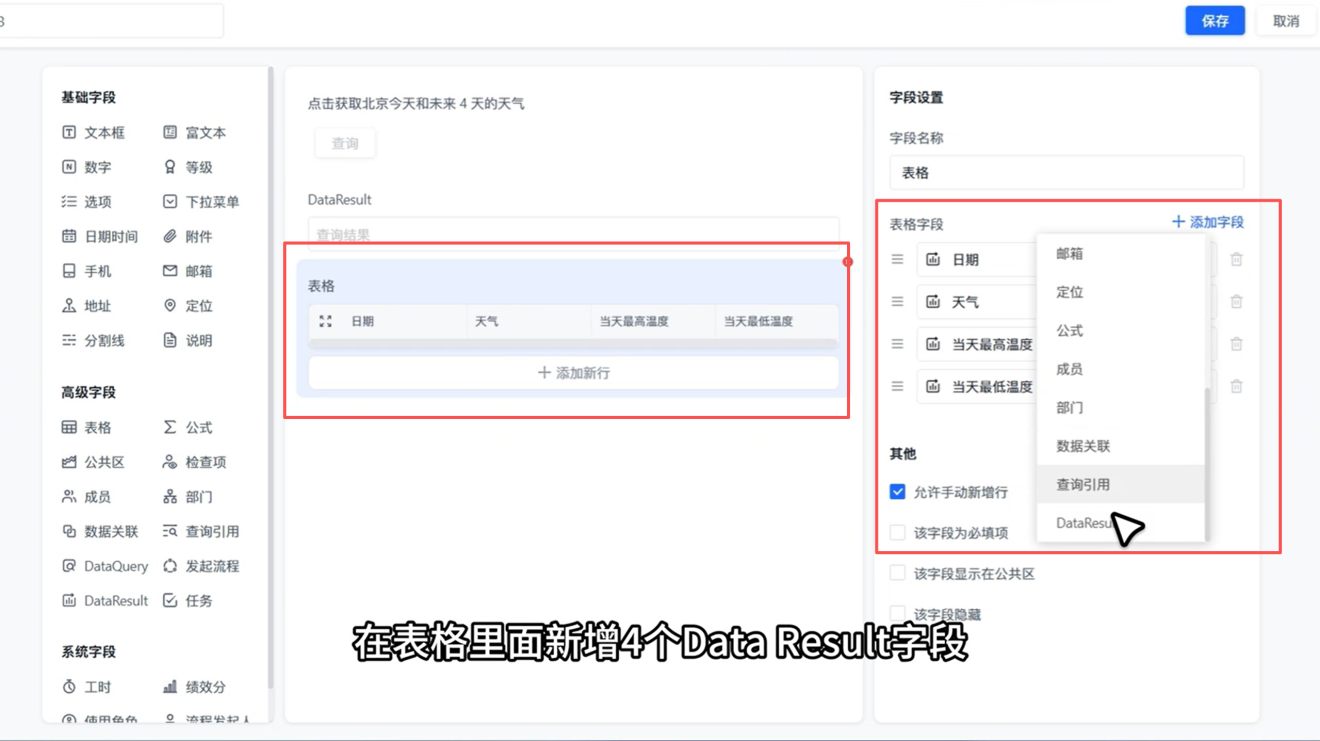 3
保存 取消
基础字段
文本框 富文本
数字 等级
选项 下拉菜单
日期时间 附件
手机 邮箱
地址 定位
分割线 说明
高级字段
表格 公式
公共区 检查项
成员 部门
数据关联 查询引用
DataQuery 发起流程
DataResult 任务
系统字段
工时 绩效分
使用角色 流程发起人
点击获取北京今天和未来 4 天的天气
查询
DataResult
查询结果
表格
日期 天气 当天最高温度 当天最低温度
+ 添加新行
字段设置
字段名称
表格
表格字段 + 添加字段
日期
天气
当天最高温度
当天最低温度
邮箱
定位
公式
成员
部门
数据关联
查询引用
DataResu
其他
允许手动新增行
该字段为必填项
该字段显示在公共区
该字段隐藏
在表格里面新增4个Data Result字段